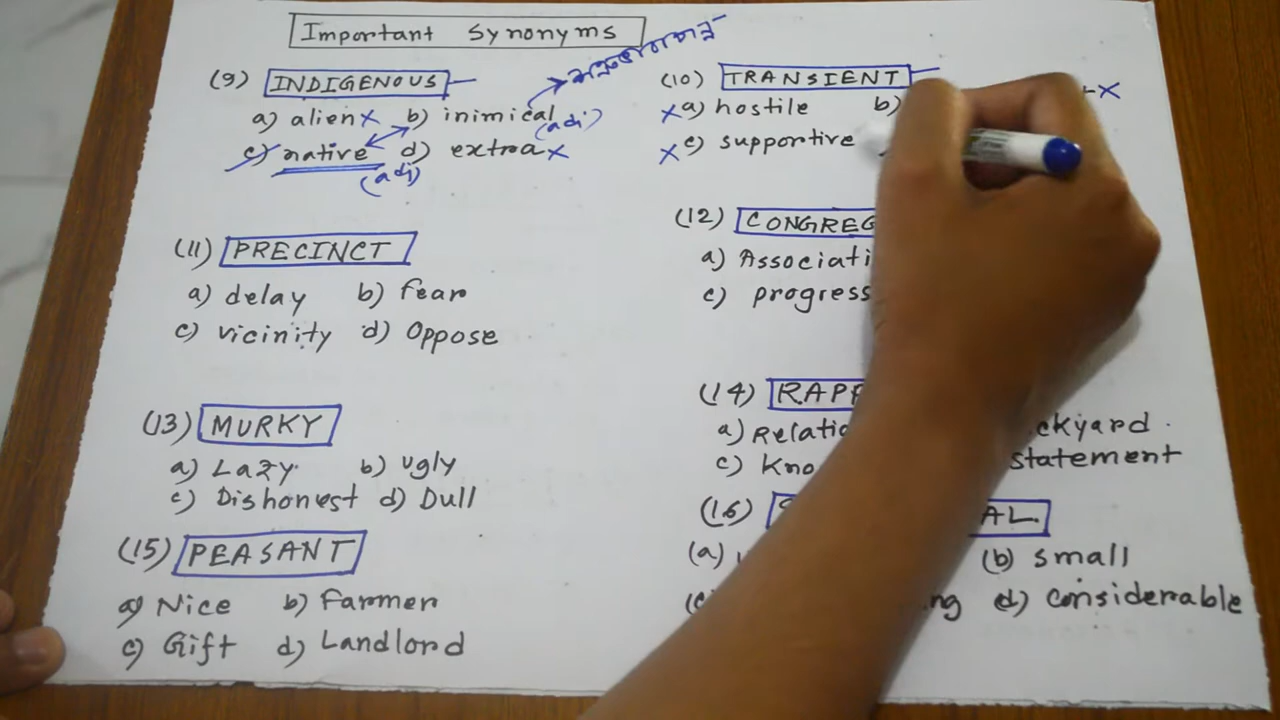 Important Synonyms
(9) INDIGENOUS
a) alien x b) inimical
(adj)
c) native d) extra x
(adj)
(10) TRANSIENT
x a) hostile b)
x c) supportive
(11) PRECINCT
a) delay b) fear
c) vicinity d) Oppose
(12) CONGREG
a) Associati
c) progress
(13) MURKY
a) Lazy b) ugly
c) Dishonest d) Dull
(14) RAPP
a) Relatio ckyard
c) Kno statement
(15) PEASANT
a) Nice b) farmer
c) Gift d) Landlord
(16) AL
(a) (b) small
(c) ng d) considerable